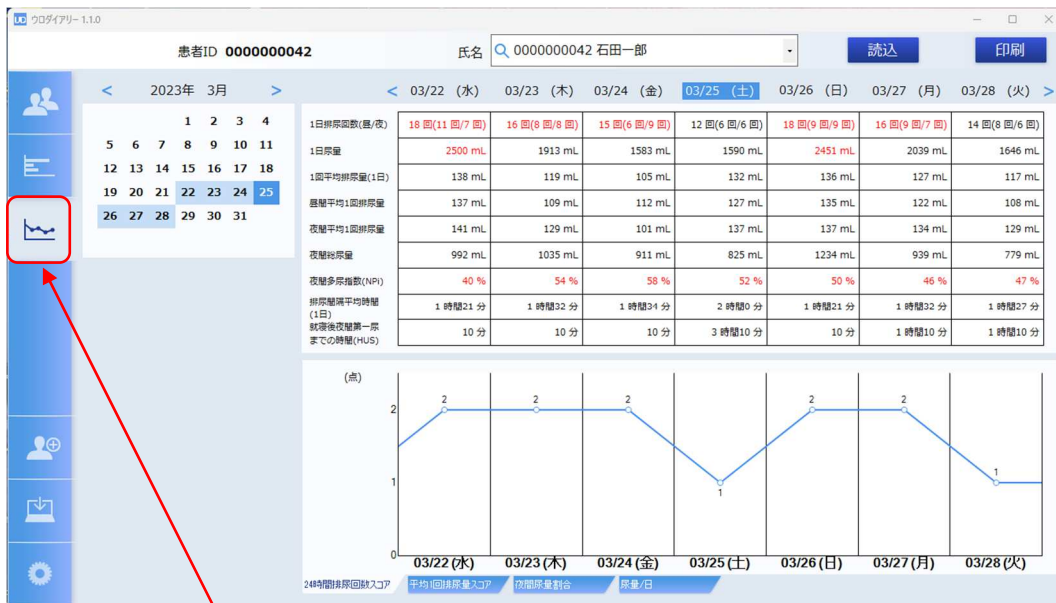 UD ウロダイアリー- 1.1.0
患者ID 0000000042 氏名 0000000042 石田一郎 読込 印刷
< 2023年 3月 >
1 2 3 4
5 6 7 8 9 10 11
12 13 14 15 16 17 18
19 20 21 22 23 24 25
26 27 28 29 30 31
< 03/22 (水) 03/23 (木) 03/24 (金) 03/25 (土) 03/26 (日) 03/27 (月) 03/28 (火) >
1日排尿回数(昼/夜) 18 回(11 回/7 回) 16 回(8 回/8 回) 15 回(6 回/9 回) 12 回(6 回/6 回) 18 回(9 回/9 回) 16 回(9 回/7 回) 14 回(8 回/6 回)
1日尿量 2500 mL 1913 mL 1583 mL 1590 mL 2451 mL 2039 mL 1646 mL
1回平均排尿量(1日) 138 mL 119 mL 105 mL 132 mL 136 mL 127 mL 117 mL
昼間平均1回排尿量 137 mL 109 mL 112 mL 127 mL 135 mL 122 mL 108 mL
夜間平均1回排尿量 141 mL 129 mL 101 mL 137 mL 137 mL 134 mL 129 mL
夜間総尿量 992 mL 1035 mL 911 mL 825 mL 1234 mL 939 mL 779 mL
夜間多尿指数(NPi) 40 % 54 % 58 % 52 % 50 % 46 % 47 %
排尿間隔平均時間
(1日) 1 時間21 分 1 時間32 分 1 時間34 分 2 時間0 分 1 時間21 分 1 時間32 分 1 時間27 分
就寝後夜間第一尿
までの時間(HUS) 10 分 10 分 10 分 3 時間10 分 10 分 1 時間10 分 1 時間10 分
(点)
2 2 2 2 2
2
1
1 1
0
03/22 (水) 03/23 (木) 03/24 (金) 03/25 (土) 03/26 (日) 03/27 (月) 03/28 (火)
24時間排尿回数スコア 平均1回排尿量スコア 夜間尿量割合 尿量/日